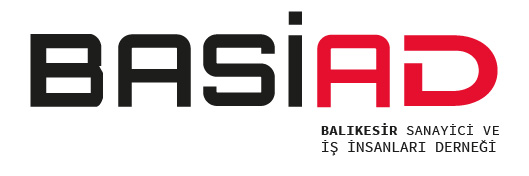 BASİAD
BALIKESİR SANAYİCİ VE
İŞ İNSANLARI DERNEĞİ